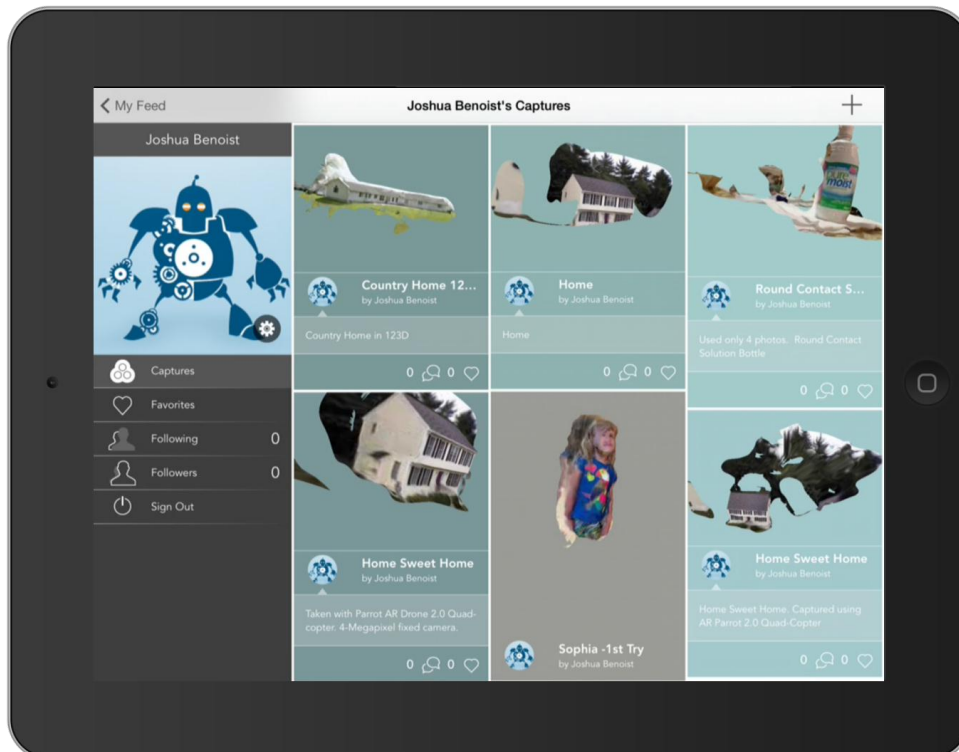 My Feed
Joshua Benoist's Captures
Joshua Benoist
Captures
Favorites
Following 0
Followers 0
Sign Out
Country Home 12...
by Joshua Benoist
Country Home in 123D
0 0
Home
by Joshua Benoist
Home
0 0
pure
moist
Round Contact S...
by Joshua Benoist
Used only 4 photos. Round Contact
Solution Bottle
0 0
Home Sweet Home
by Joshua Benoist
Taken with Parrot AR Drone 2.0 Quad-
copter. 4-Megapixel fixed camera.
0 0
Sophia -1st Try
by Joshua Benoist
Home Sweet Home
by Joshua Benoist
Home Sweet Home. Captured using
AR Parrot 2.0 Quad-Copter
0 0